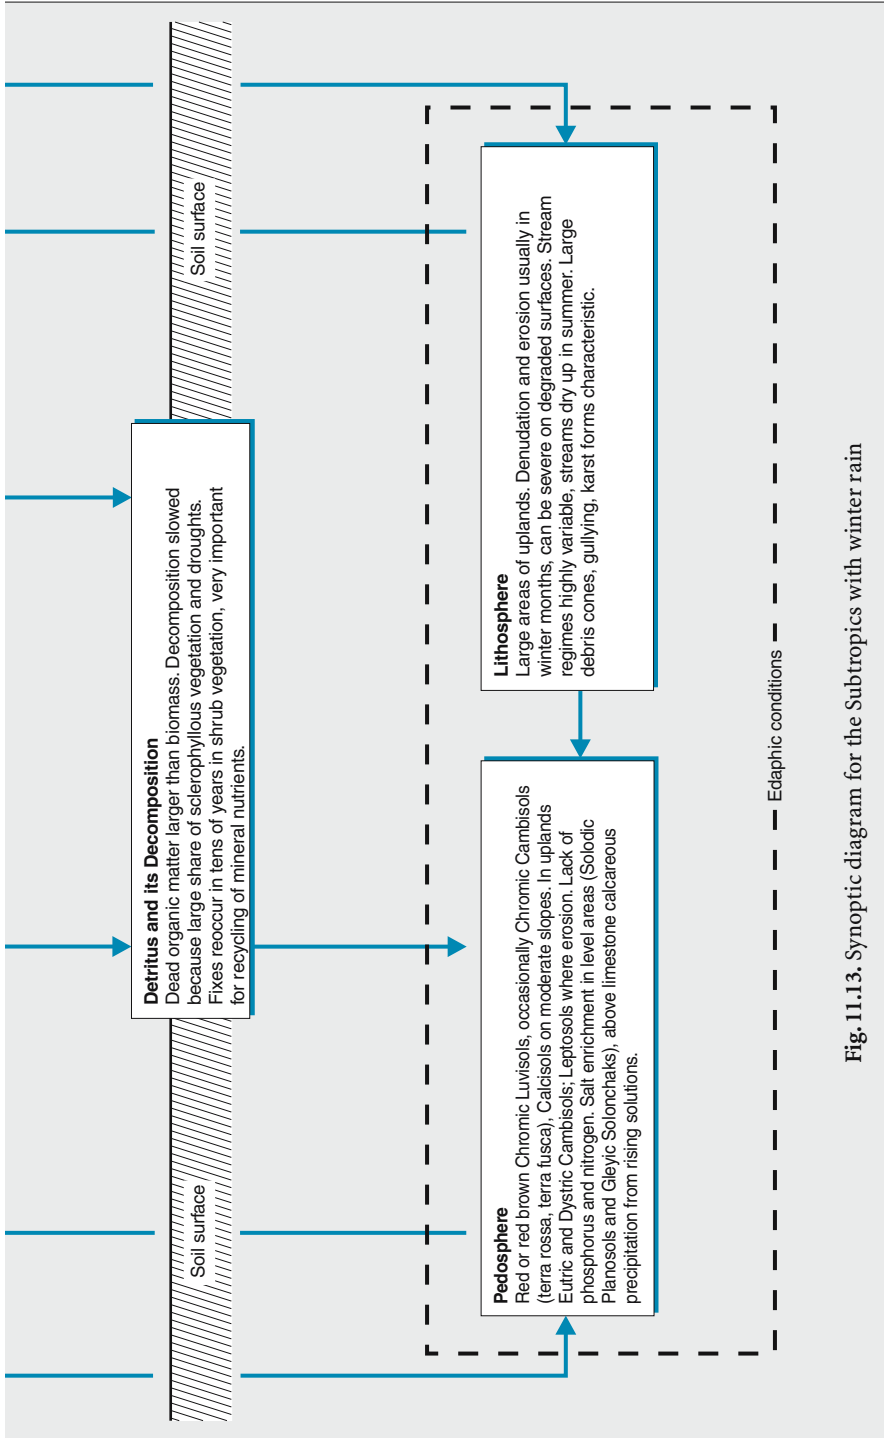 Soil surface
Soil surface
Detritus and its Decomposition
Dead organic matter larger than biomass. Decomposition slowed
because large share of sclerophyllous vegetation and droughts.
Fixes reoccur in tens of years in shrub vegetation, very important
for recycling of mineral nutrients.
Pedosphere
Red or red brown Chromic Luvisols, occasionally Chromic Cambisols
(terra rossa, terra fusca), Calcisols on moderate slopes. In uplands
Eutric and Dystric Cambisols; Leptosols where erosion. Lack of
phosphorus and nitrogen. Salt enrichment in level areas (Solodic
Planosols and Gleyic Solonchaks), above limestone calcareous
precipitation from rising solutions.
Lithosphere
Large areas of uplands. Denudation and erosion usually in
winter months, can be severe on degraded surfaces. Stream
regimes highly variable, streams dry up in summer. Large
debris cones, gullying, karst forms characteristic.
Edaphic conditions
Fig. 11.13. Synoptic diagram for the Subtropics with winter rain